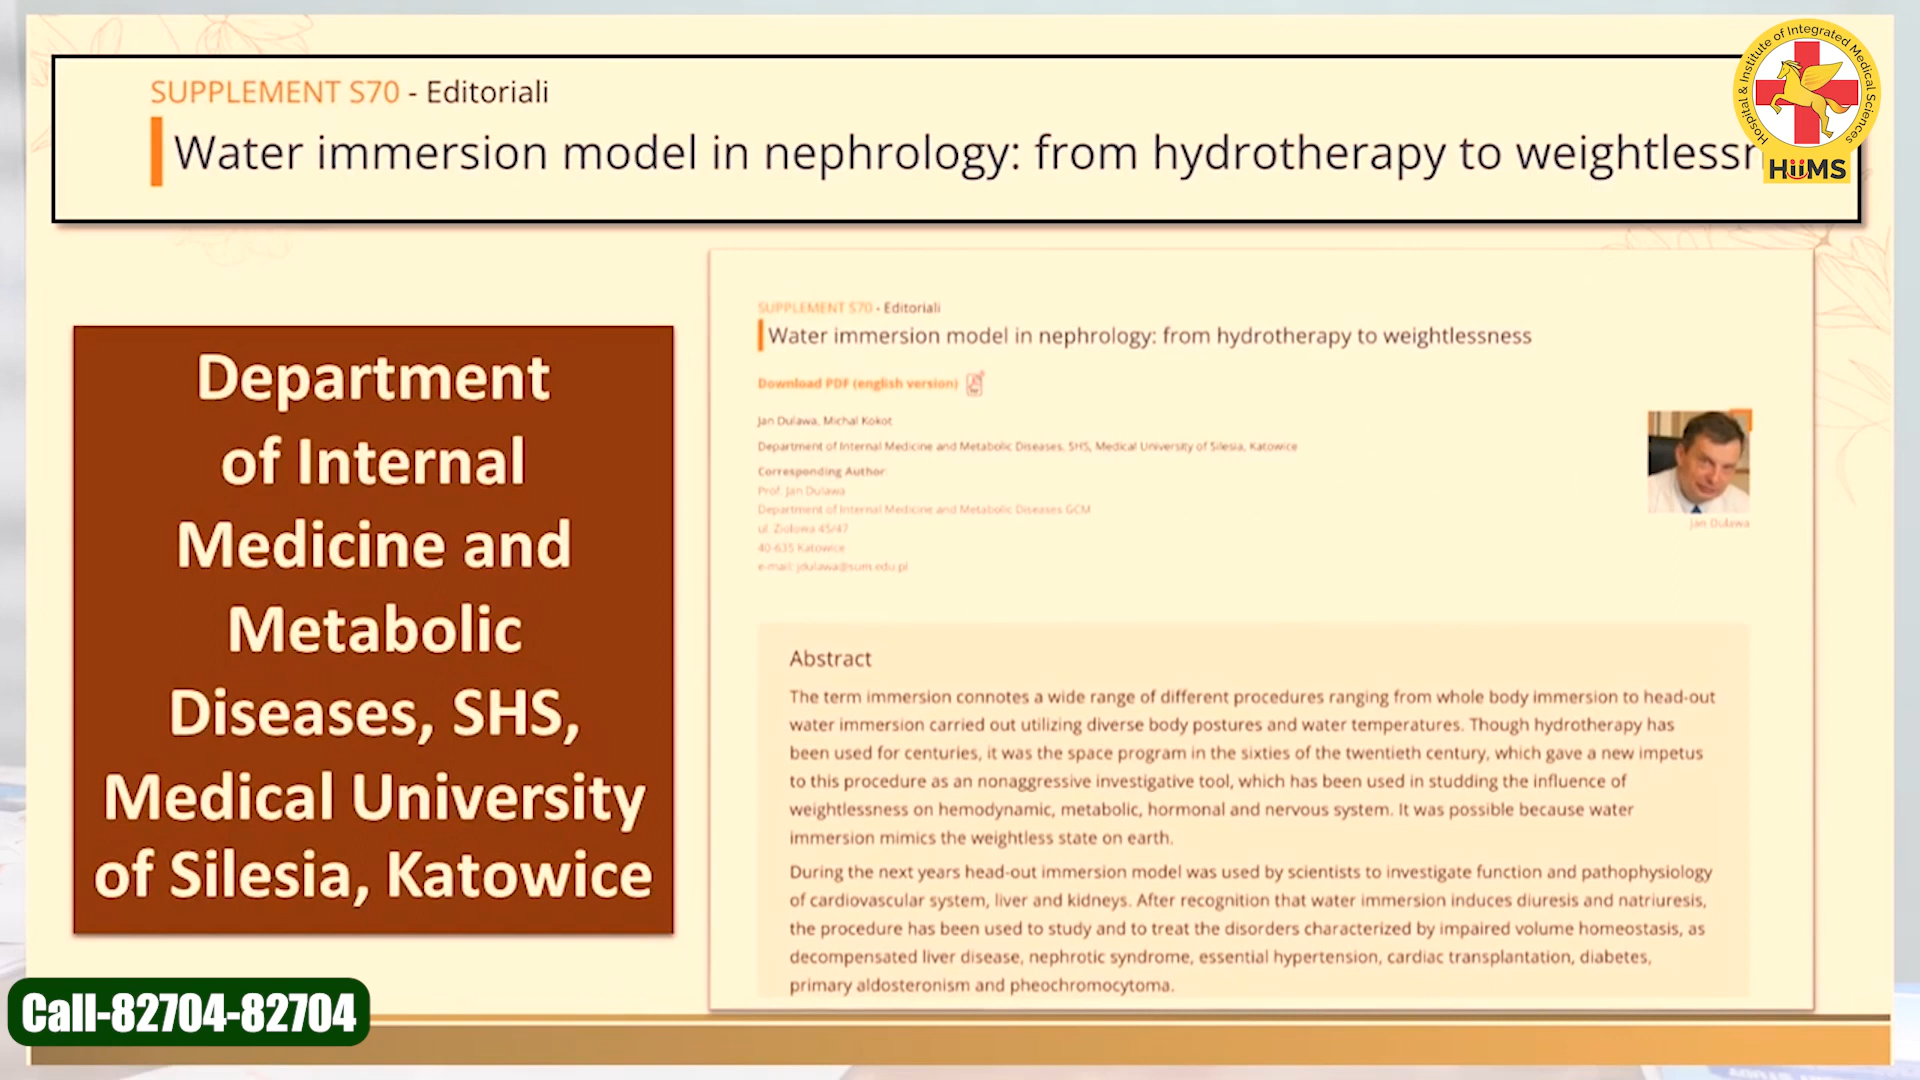 SUPPLEMENT S70 - Editoriali
Water immersion model in nephrology: from hydrotherapy to weightlessn
Hospital & Institute of Integrated Medical Sciences
HiiMS
Department
of Internal
Medicine and
Metabolic
Diseases, SHS,
Medical University
of Silesia, Katowice
SUPPLEMENT S70 - Editoriali
Water immersion model in nephrology: from hydrotherapy to weightlessness
Download PDF (english version)
Jan Dulawa, Michal Kokot
Department of Internal Medicine and Metabolic Diseases, SHS, Medical University of Silesia, Katowice
Corresponding Author:
Prof. Jan Dulawa
Department of Internal Medicine and Metabolic Diseases GCM
ul. Ziolowa 45/47
40-635 Katowice
e-mail: jdulawa@sum.edu.pl
Jan Dulawa
Abstract
The term immersion connotes a wide range of different procedures ranging from whole body immersion to head-out
water immersion carried out utilizing diverse body postures and water temperatures. Though hydrotherapy has
been used for centuries, it was the space program in the sixties of the twentieth century, which gave a new impetus
to this procedure as an nonaggressive investigative tool, which has been used in studding the influence of
weightlessness on hemodynamic, metabolic, hormonal and nervous system. It was possible because water
immersion mimics the weightless state on earth.
During the next years head-out immersion model was used by scientists to investigate function and pathophysiology
of cardiovascular system, liver and kidneys. After recognition that water immersion induces diuresis and natriuresis,
the procedure has been used to study and to treat the disorders characterized by impaired volume homeostasis, as
decompensated liver disease, nephrotic syndrome, essential hypertension, cardiac transplantation, diabetes,
primary aldosteronism and pheochromocytoma.
Call-82704-82704